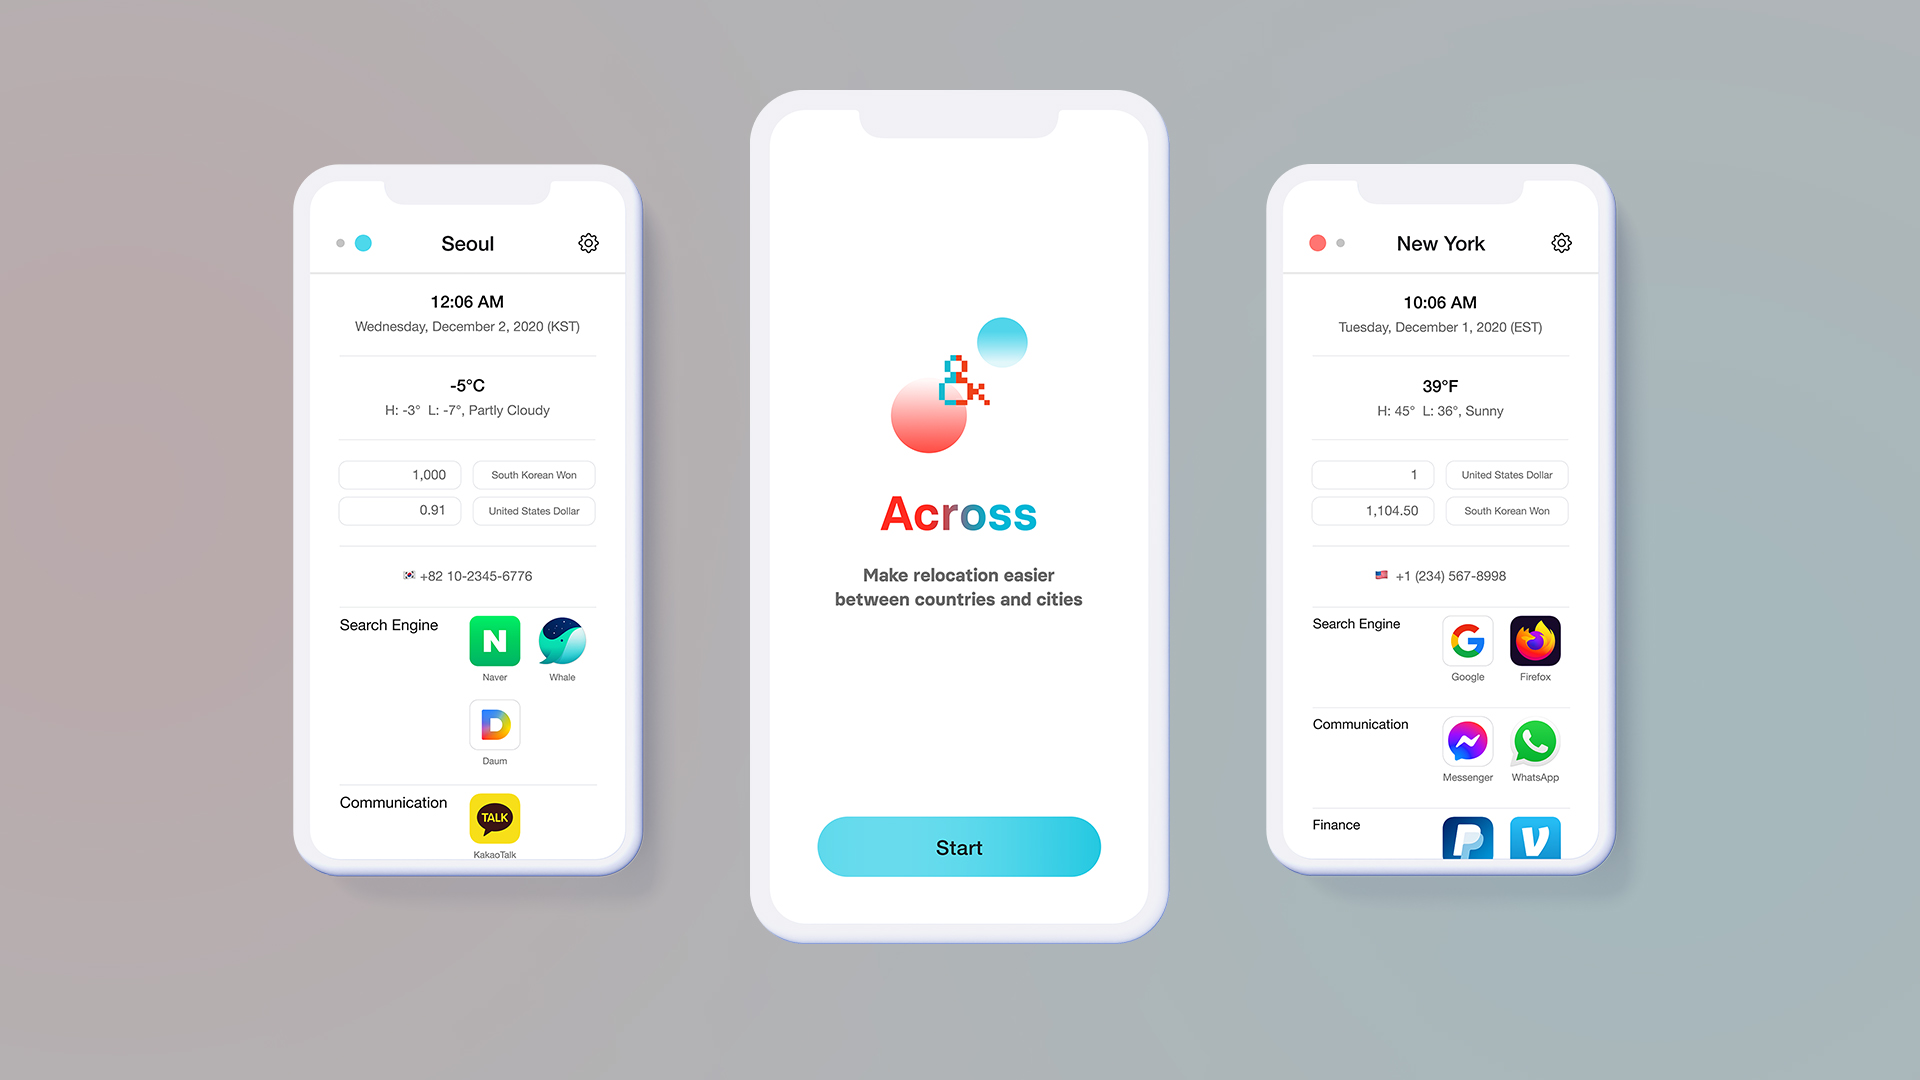 Seoul
12:06 AM
Wednesday, December 2, 2020 (KST)
-5°C
H: -3° L: -7°, Partly Cloudy
1,000 South Korean Won
0.91 United States Dollar
+82 10-2345-6776
Search Engine
N
Naver Whale
D
Daum
Communication
TALK
KakaoTalk
&
Across
Make relocation easier
between countries and cities
Start
New York
10:06 AM
Tuesday, December 1, 2020 (EST)
39°F
H: 45° L: 36°, Sunny
1 United States Dollar
1,104.50 South Korean Won
+1 (234) 567-8998
Search Engine
G
Google Firefox
Communication
Messenger WhatsApp
Finance
P V